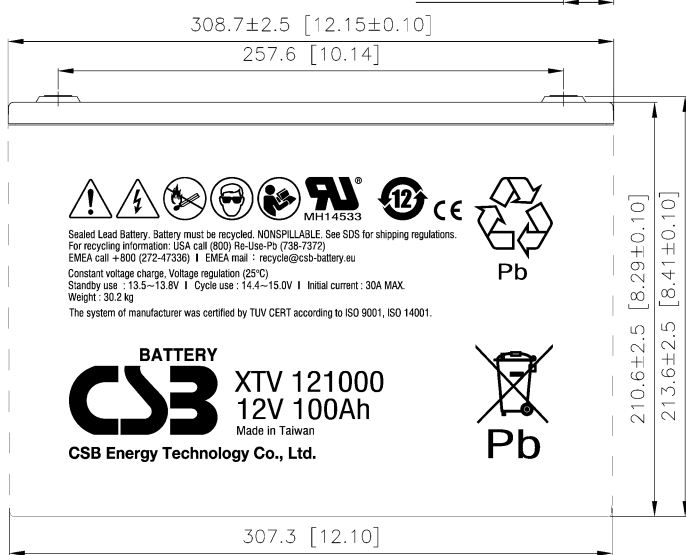 308.7±2.5 [12.15±0.10]
257.6 [10.14]
MH14533
12
CE
Pb
Sealed Lead Battery. Battery must be recycled. NONSPILLABLE. See SDS for shipping regulations.
For recycling information: USA call (800) Re-Use-Pb (738-7372)
EMEA call +800 (272-47336) I EMEA mail : recycle@csb-battery.eu
Constant voltage charge, Voltage regulation (25°C)
Standby use : 13.5~13.8V I Cycle use : 14.4~15.0V I Initial current : 30A MAX.
Weight : 30.2 kg
The system of manufacturer was certified by TUV CERT according to ISO 9001, ISO 14001.
BATTERY
CSB
XTV 121000
12V 100Ah
Made in Taiwan
CSB Energy Technology Co., Ltd.
Pb
210.6±2.5 [8.29±0.10]
213.6±2.5 [8.41±0.10]
307.3 [12.10]